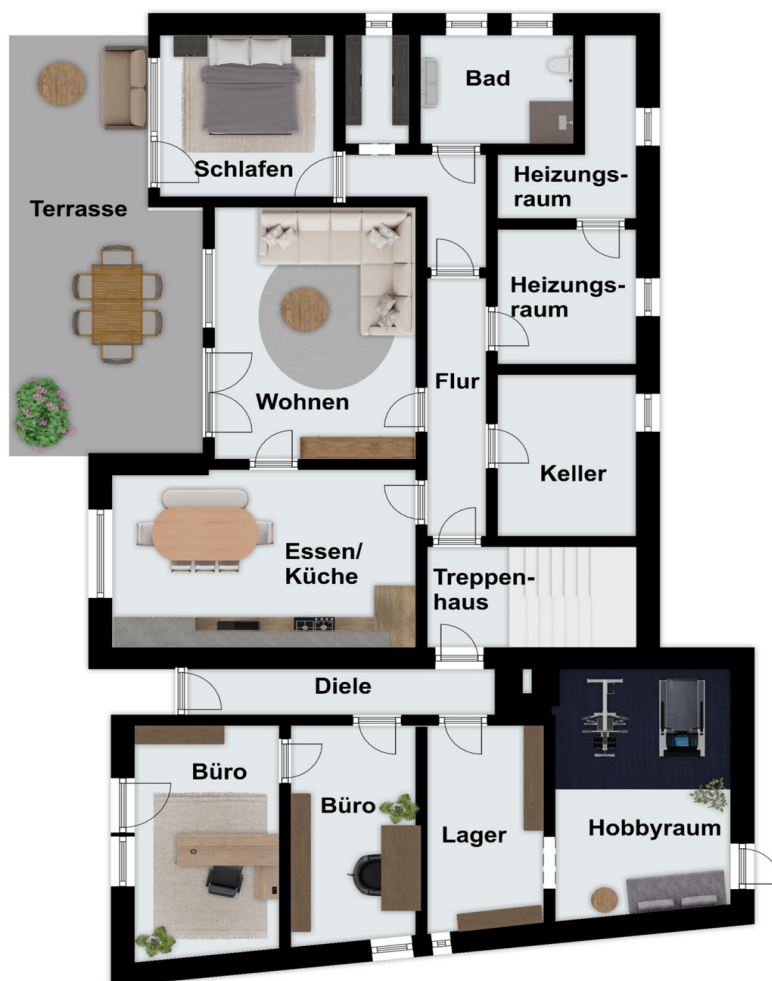 Bad
Schlafen
Heizungs-
raum
Terrasse
Heizungs-
raum
Flur
Wohnen
Keller
Essen/
Küche
Treppen-
haus
Diele
Büro
Büro
Lager
Hobbyraum